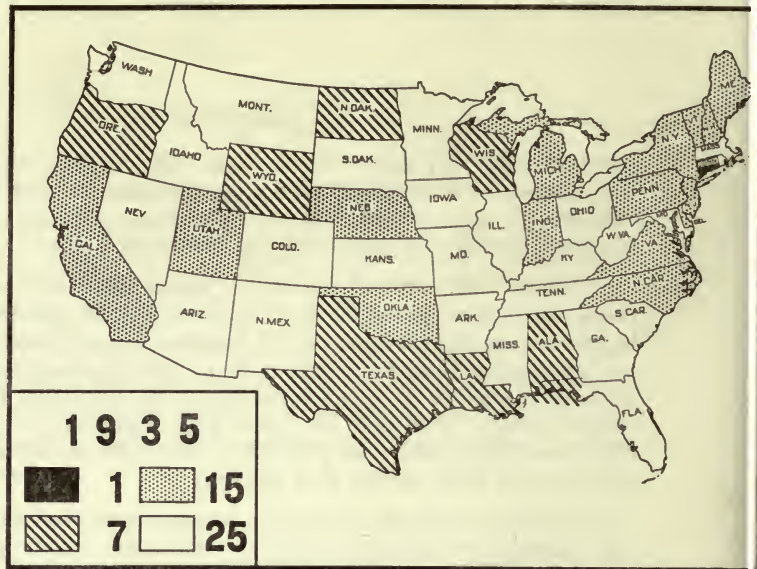 WASH
MONT.
N.DAK.
MINN.
ME.
ORE.
IDAHO
S.DAK.
WIS
MICH
N.Y.
WYO.
IOWA
PENN
NEV
UTAH
NEB
ILL.
IND.
OHIO
CAL.
COLO.
KANS.
MO.
KY
W.VA.
VA.
ARIZ.
N.MEX
OKLA
ARK.
TENN.
N.CAR
S CAR.
TEXAS
LA.
MISS.
ALA
GA.
FLA
1935
1 15
7 25